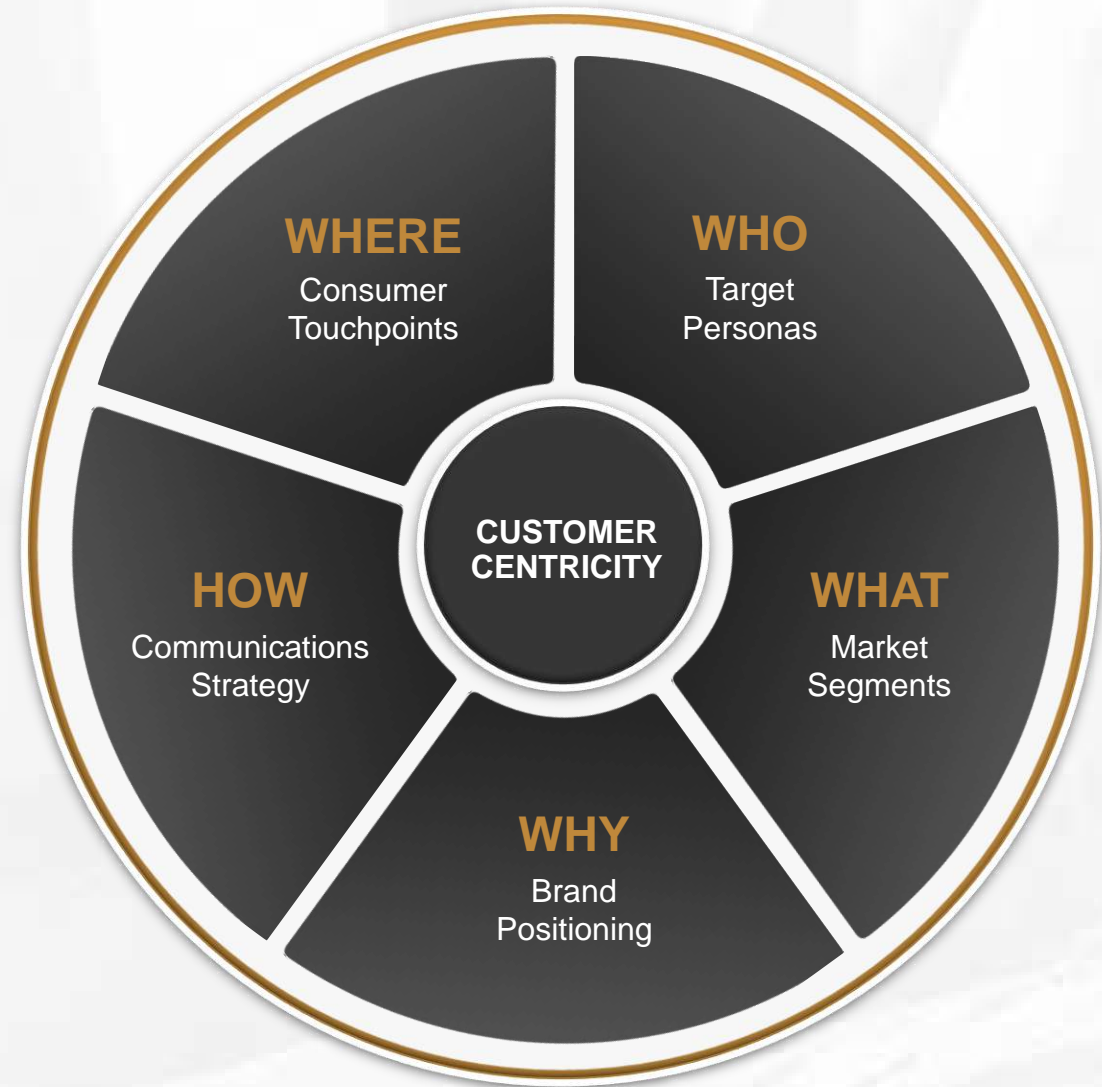 WHERE
Consumer
Touchpoints
WHO
Target
Personas
CUSTOMER
CENTRICITY
HOW
Communications
Strategy
WHAT
Market
Segments
WHY
Brand
Positioning